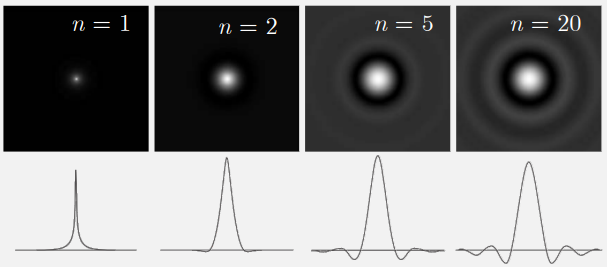 n = 1
n = 2
n = 5
n = 20